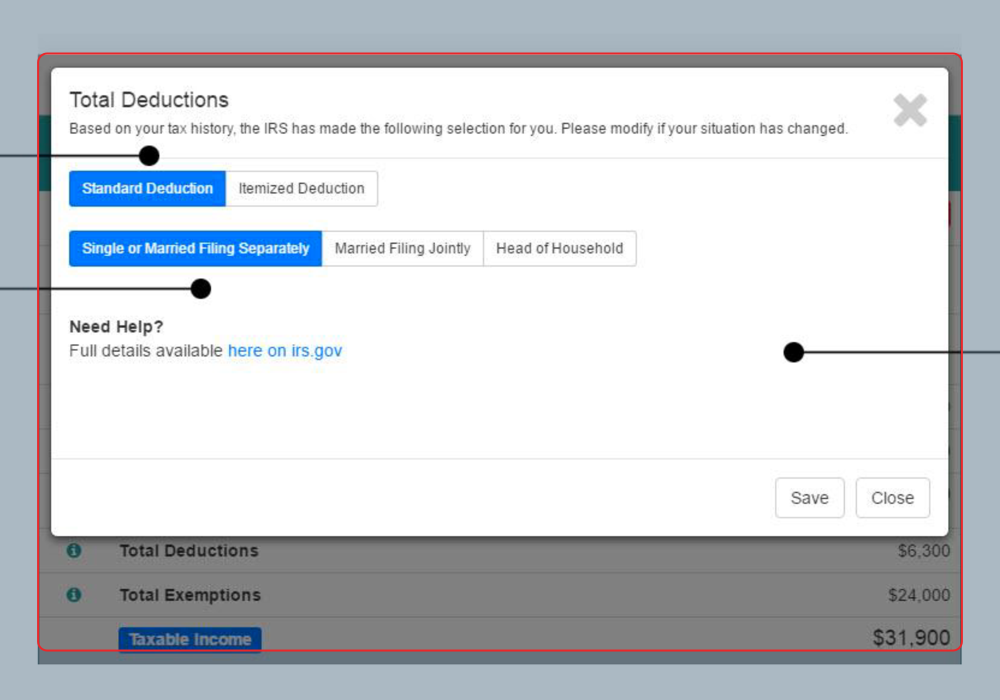 Total Deductions
Based on your tax history, the IRS has made the following selection for you. Please modify if your situation has changed.
Standard Deduction Itemized Deduction
Single or Married Filing Separately Married Filing Jointly Head of Household
Need Help?
Full details available here on irs.gov
Save Close
Total Deductions $6,300
Total Exemptions $24,000
Taxable Income $31,900